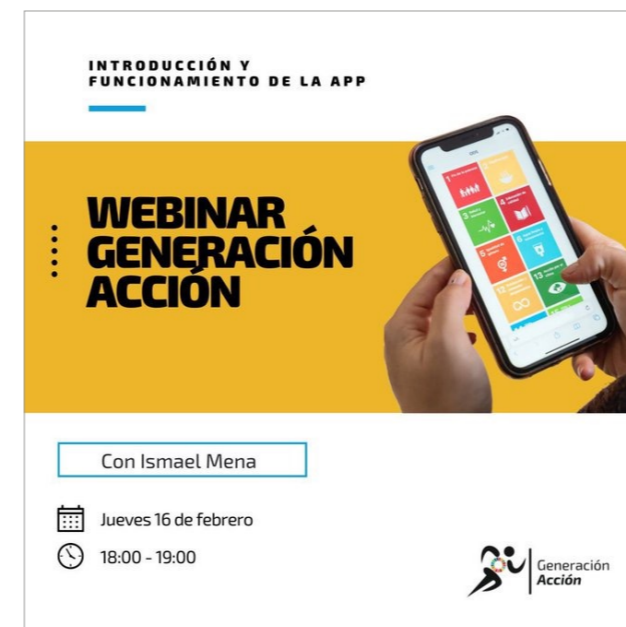 INTRODUCCIÓN Y
FUNCIONAMIENTO DE LA APP
WEBINAR
GENERACIÓN
ACCIÓN
Con Ismael Mena
Jueves 16 de febrero
18:00 - 19:00
Generación
Acción